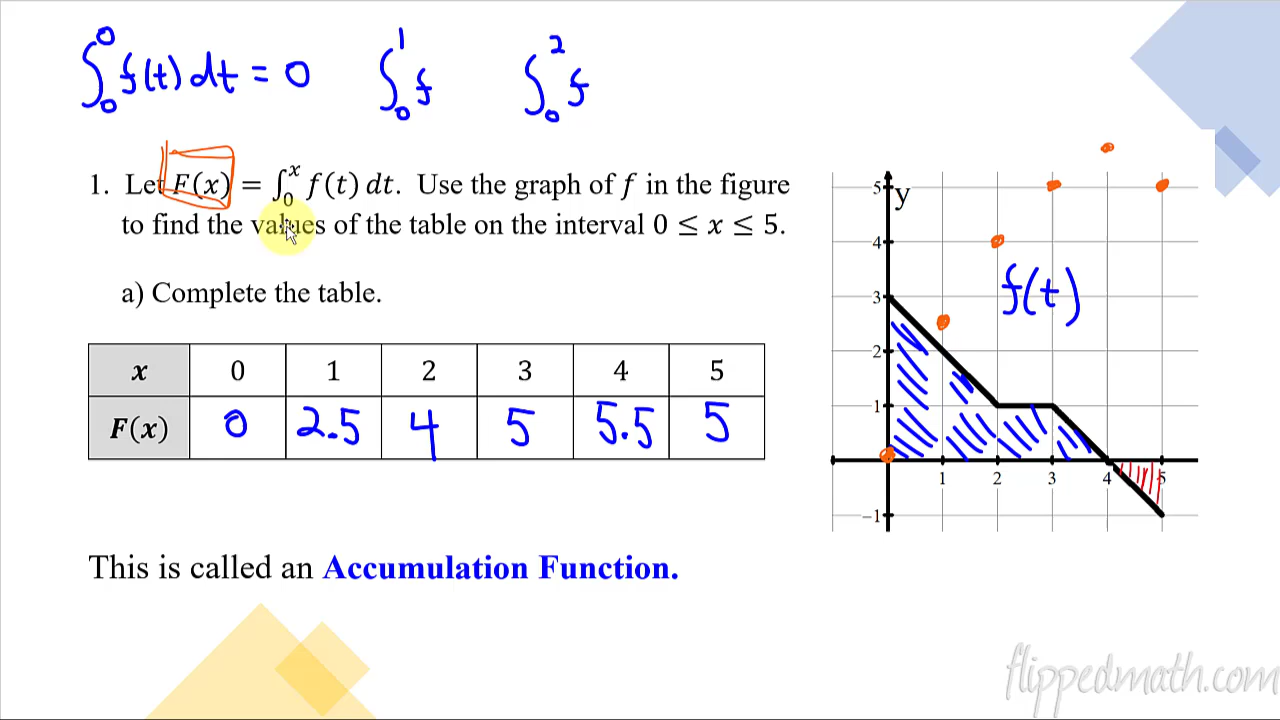 ∫₀⁰ f(t) dt = 0   ∫₀¹ f   ∫₀² f
1. Let F(x) = ∫₀ˣ f(t) dt. Use the graph of f in the figure
to find the values of the table on the interval 0 ≤ x ≤ 5.
a) Complete the table.
x 0 1 2 3 4 5
F(x) 0 2.5 4 5 5.5 5
This is called an Accumulation Function.
y
5
4
f(t)
3
2
1
1 2 3 4 5
−1
flippedmath.com